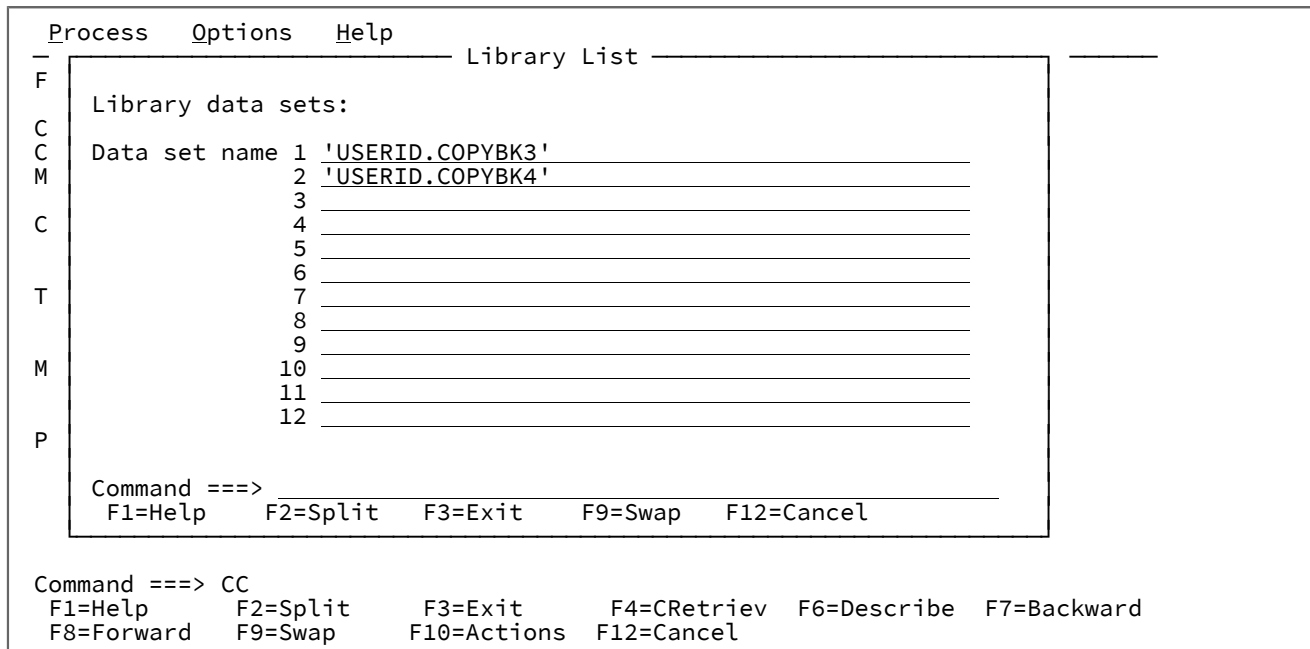 Process Options Help
Library List
F
Library data sets:
C
C Data set name 1 'USERID.COPYBK3'
M 2 'USERID.COPYBK4'
3
C 4
5
6
T 7
8
9
M 10
11
12
P
Command ===>
F1=Help F2=Split F3=Exit F9=Swap F12=Cancel
Command ===> CC
F1=Help F2=Split F3=Exit F4=CRetriev F6=Describe F7=Backward
F8=Forward F9=Swap F10=Actions F12=Cancel